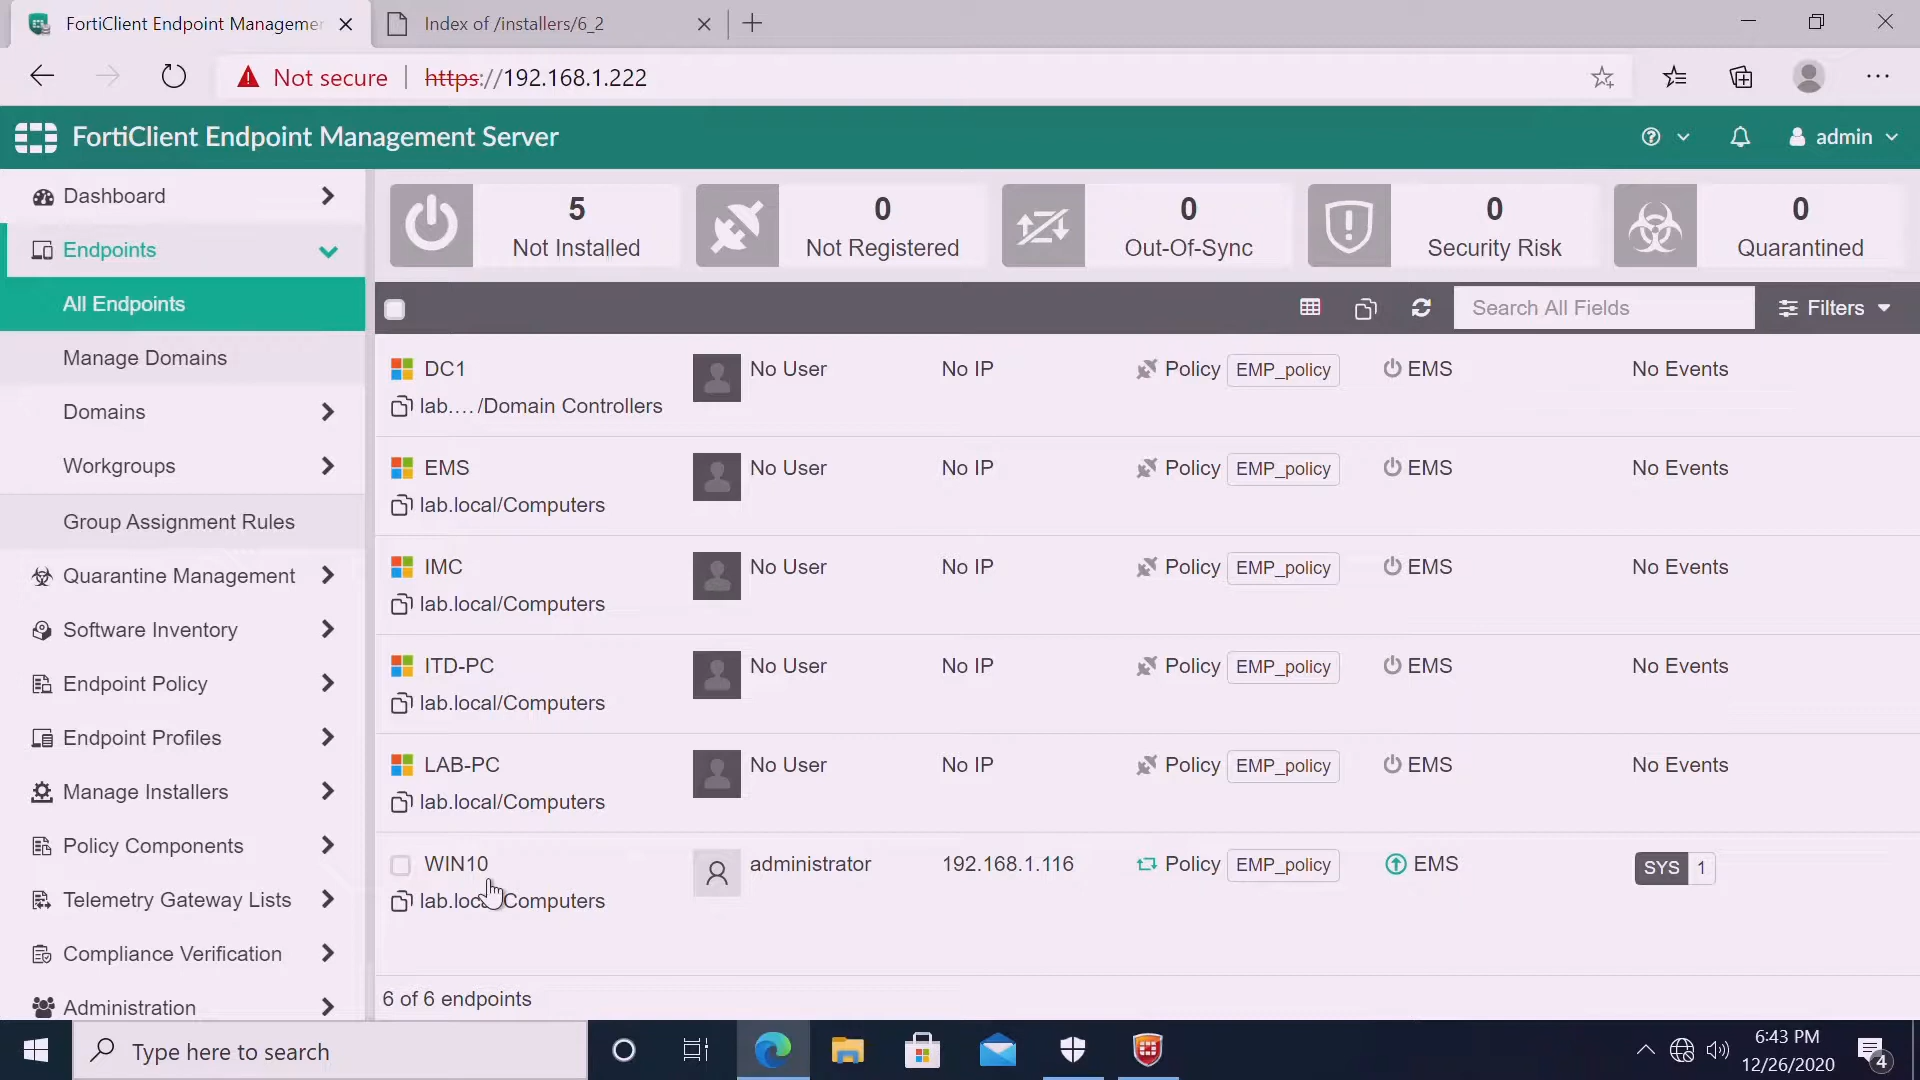 FortiClient Endpoint Managemer
Index of /installers/6_2
Not secure
https://192.168.1.222
FortiClient Endpoint Management Server
admin
Dashboard
Endpoints
All Endpoints
Manage Domains
Domains
Workgroups
Group Assignment Rules
Quarantine Management
Software Inventory
Endpoint Policy
Endpoint Profiles
Manage Installers
Policy Components
Telemetry Gateway Lists
Compliance Verification
Administration
5
Not Installed
0
Not Registered
0
Out-Of-Sync
0
Security Risk
0
Quarantined
Search All Fields
Filters
DC1 No User No IP Policy EMP_policy EMS No Events
lab.... /Domain Controllers
EMS No User No IP Policy EMP_policy EMS No Events
lab.local/Computers
IMC No User No IP Policy EMP_policy EMS No Events
lab.local/Computers
ITD-PC No User No IP Policy EMP_policy EMS No Events
lab.local/Computers
LAB-PC No User No IP Policy EMP_policy EMS No Events
lab.local/Computers
WIN10 administrator 192.168.1.116 Policy EMP_policy EMS SYS 1
lab.loc Computers
6 of 6 endpoints
Type here to search
6:43 PM
12/26/2020
4